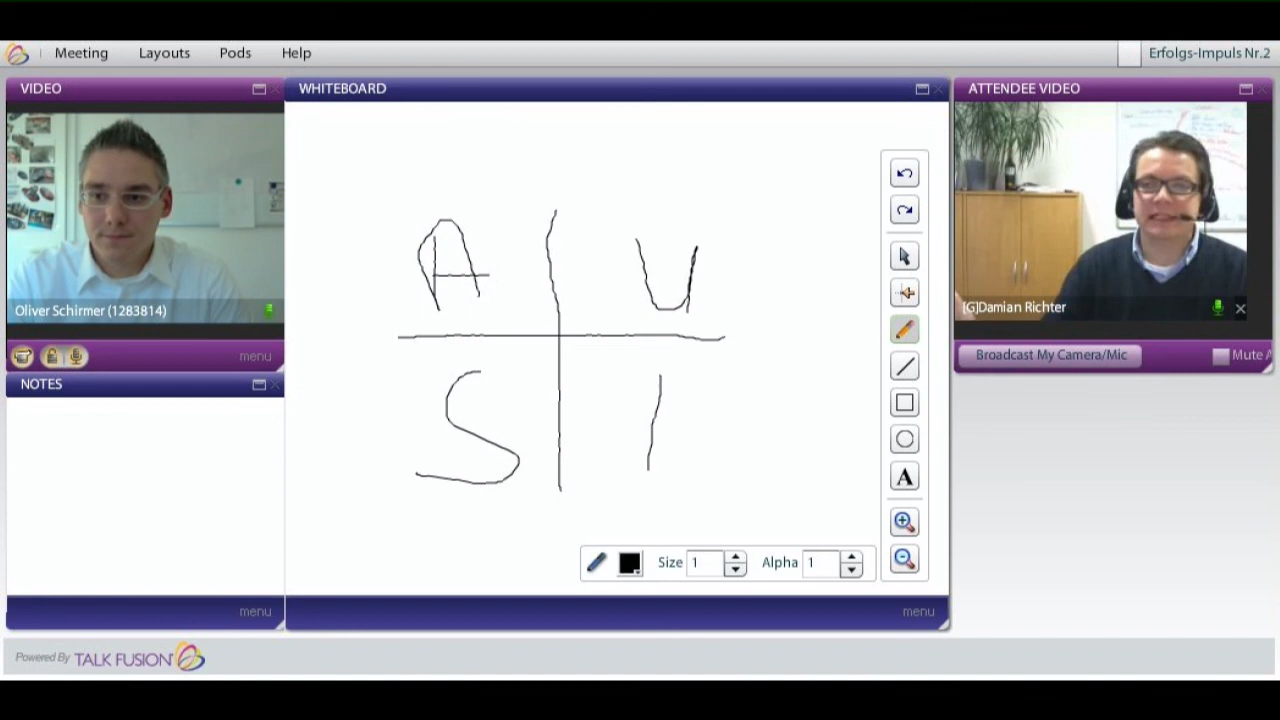 Meeting Layouts Pods Help Erfolgs-Impuls Nr.2
VIDEO
WHITEBOARD
ATTENDEE VIDEO
Oliver Schirmer (1283814)
[G]Damian Richter
Broadcast My Camera/Mic
Mute A
menu
NOTES
A U
S I
Size 1 Alpha 1
A
menu
menu
Powered By TALK FUSION